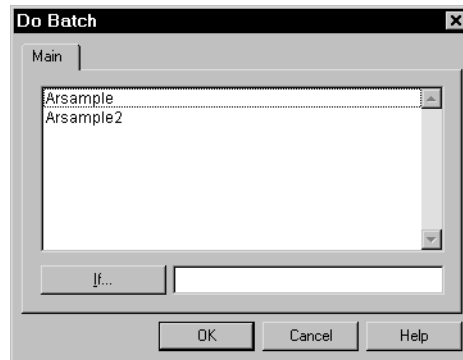 Do Batch
Main
Arsample
Arsample2
If...
OK Cancel Help